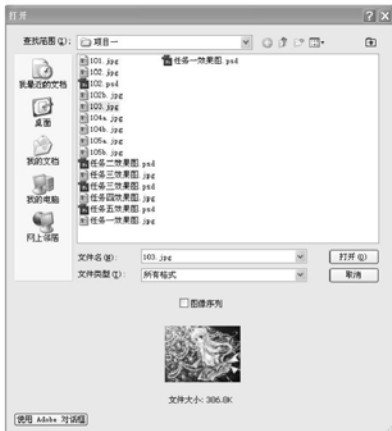 打开
查找范围(I): 项目一
我最近的文档
桌面
我的文档
我的电脑
网上邻居
101.jpg
102.jpg
102.psd
102b.jpg
103.jpg
104a.jpg
104b.jpg
105a.jpg
105b.jpg
任务二效果图.psd
任务三效果图.jpg
任务三效果图.psd
任务四效果图.jpg
任务五效果图.psd
任务一效果图.jpg
任务一效果图.psd
文件名(N): 103.jpg 打开(O)
文件类型(T): 所有格式 取消
图像序列
文件大小: 386.0K
使用 Adobe 对话框